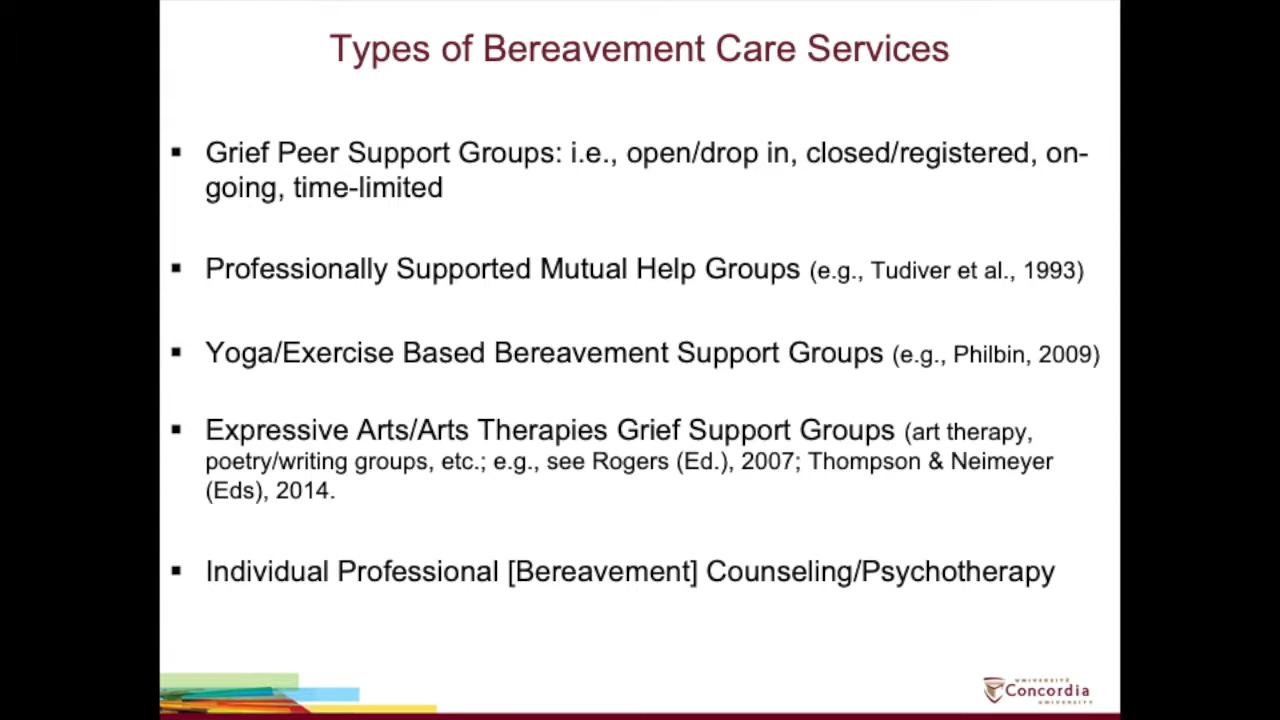 Types of Bereavement Care Services
▪ Grief Peer Support Groups: i.e., open/drop in, closed/registered, on-
going, time-limited
▪ Professionally Supported Mutual Help Groups (e.g., Tudiver et al., 1993)
▪ Yoga/Exercise Based Bereavement Support Groups (e.g., Philbin, 2009)
▪ Expressive Arts/Arts Therapies Grief Support Groups (art therapy,
poetry/writing groups, etc.; e.g., see Rogers (Ed.), 2007; Thompson & Neimeyer
(Eds), 2014.
▪ Individual Professional [Bereavement] Counseling/Psychotherapy
UNIVERSITÉ
Concordia
UNIVERSITY